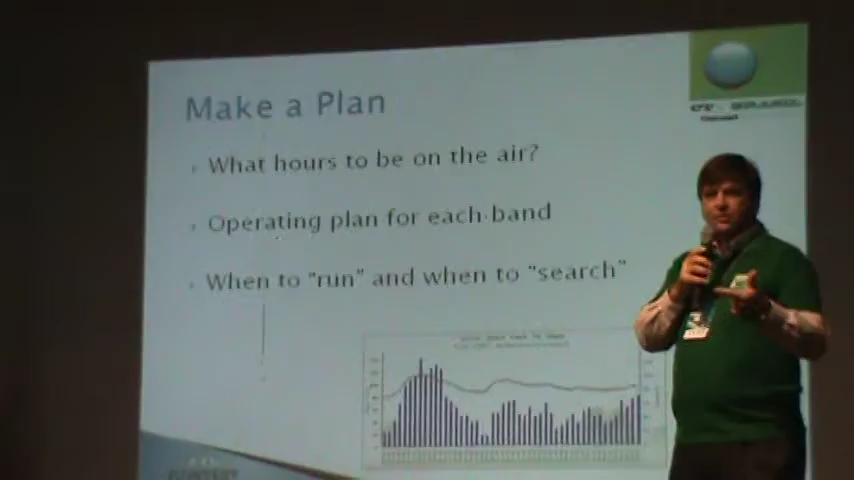 Make a Plan
What hours to be on the air?
Operating plan for each band
When to "run" and when to "search"